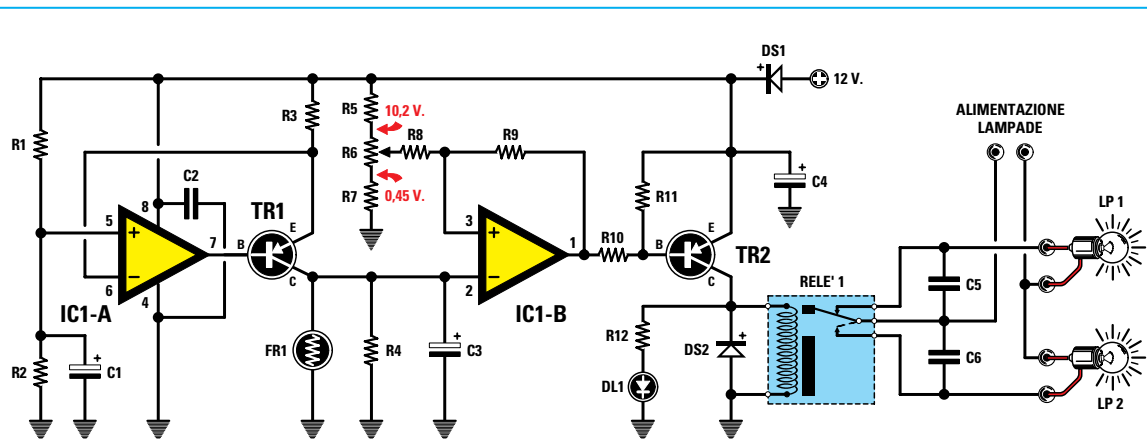 DS1
+
12 V.
ALIMENTAZIONE
LAMPADE
R1
R3
R5
10,2 V.
R6
R8
R9
R7
0,45 V.
R11
+
C4
C2
TR1
E
B
C
8
5
+
7
6
−
4
IC1-A
3
+
1
2
−
IC1-B
R10
E
B
C
TR2
LP 1
RELE' 1
C5
C6
LP 2
R2
+
C1
FR1
R4
+
C3
R12
DL1
DS2
+